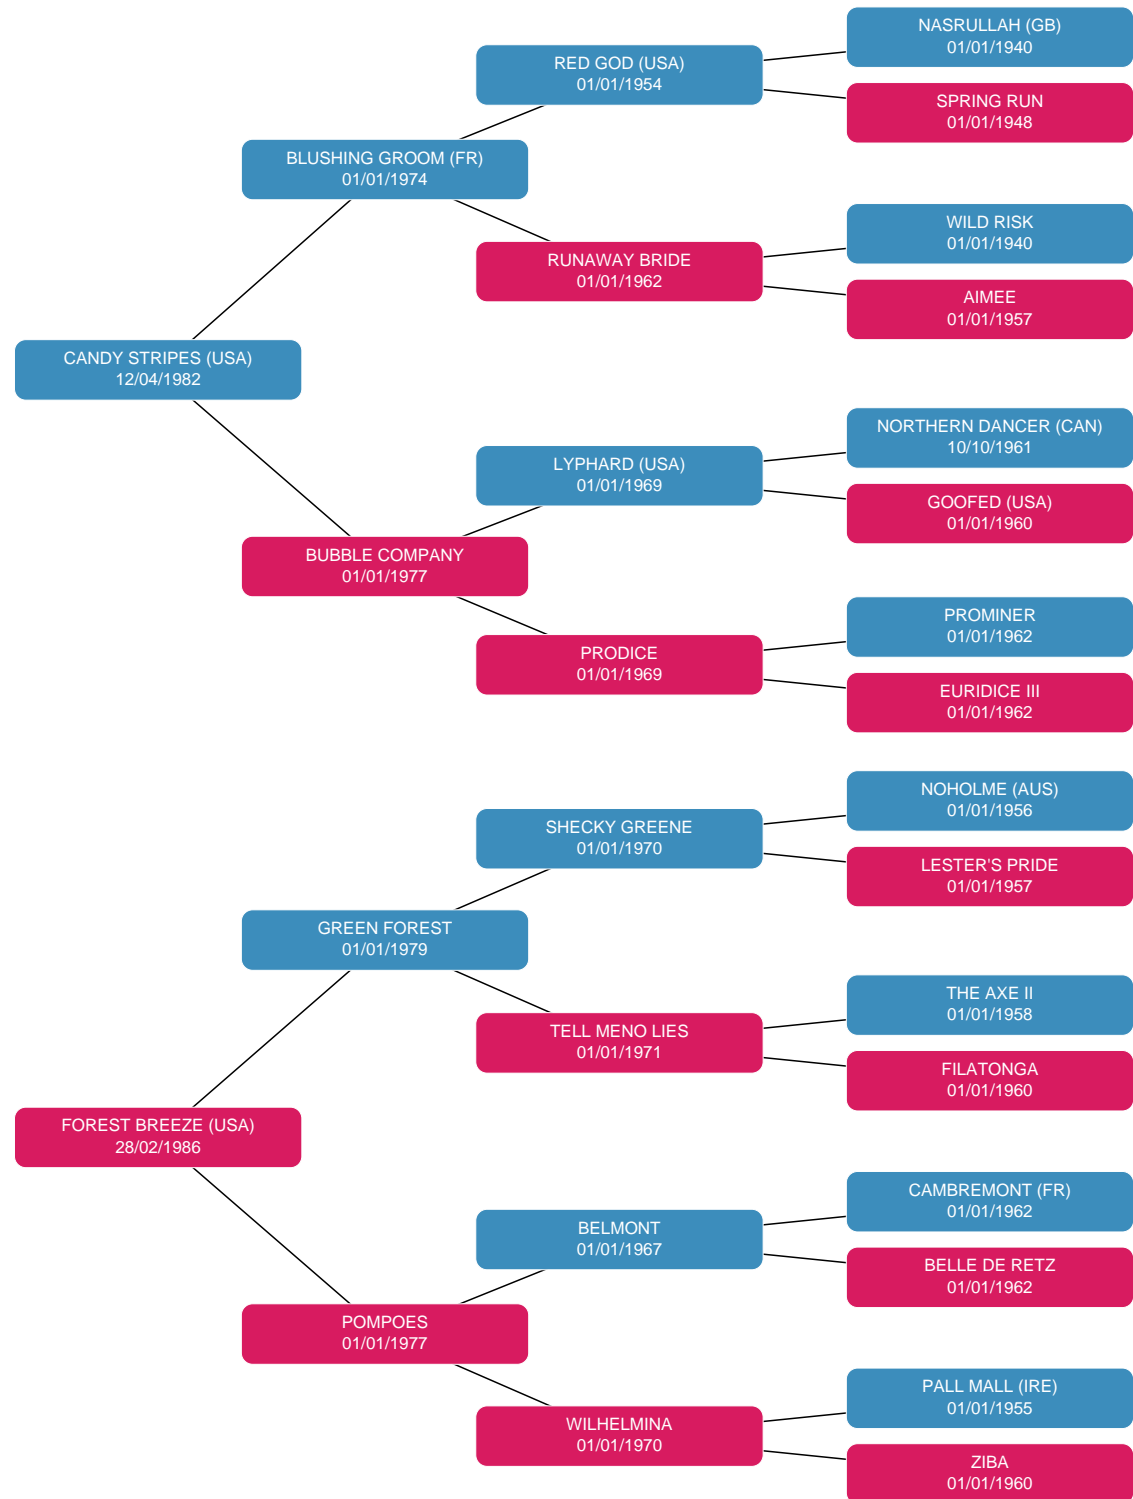 NASRULLAH (GB)
01/01/1940
RED GOD (USA)
01/01/1954
SPRING RUN
01/01/1948
BLUSHING GROOM (FR)
01/01/1974
WILD RISK
01/01/1940
RUNAWAY BRIDE
01/01/1962
AIMEE
01/01/1957
CANDY STRIPES (USA)
12/04/1982
NORTHERN DANCER (CAN)
10/10/1961
LYPHARD (USA)
01/01/1969
GOOFED (USA)
01/01/1960
BUBBLE COMPANY
01/01/1977
PROMINER
01/01/1962
PRODICE
01/01/1969
EURIDICE III
01/01/1962
NOHOLME (AUS)
01/01/1956
SHECKY GREENE
01/01/1970
LESTER'S PRIDE
01/01/1957
GREEN FOREST
01/01/1979
THE AXE II
01/01/1958
TELL MENO LIES
01/01/1971
FILATONGA
01/01/1960
FOREST BREEZE (USA)
28/02/1986
CAMBREMONT (FR)
01/01/1962
BELMONT
01/01/1967
BELLE DE RETZ
01/01/1962
POMPOES
01/01/1977
PALL MALL (IRE)
01/01/1955
WILHELMINA
01/01/1970
ZIBA
01/01/1960